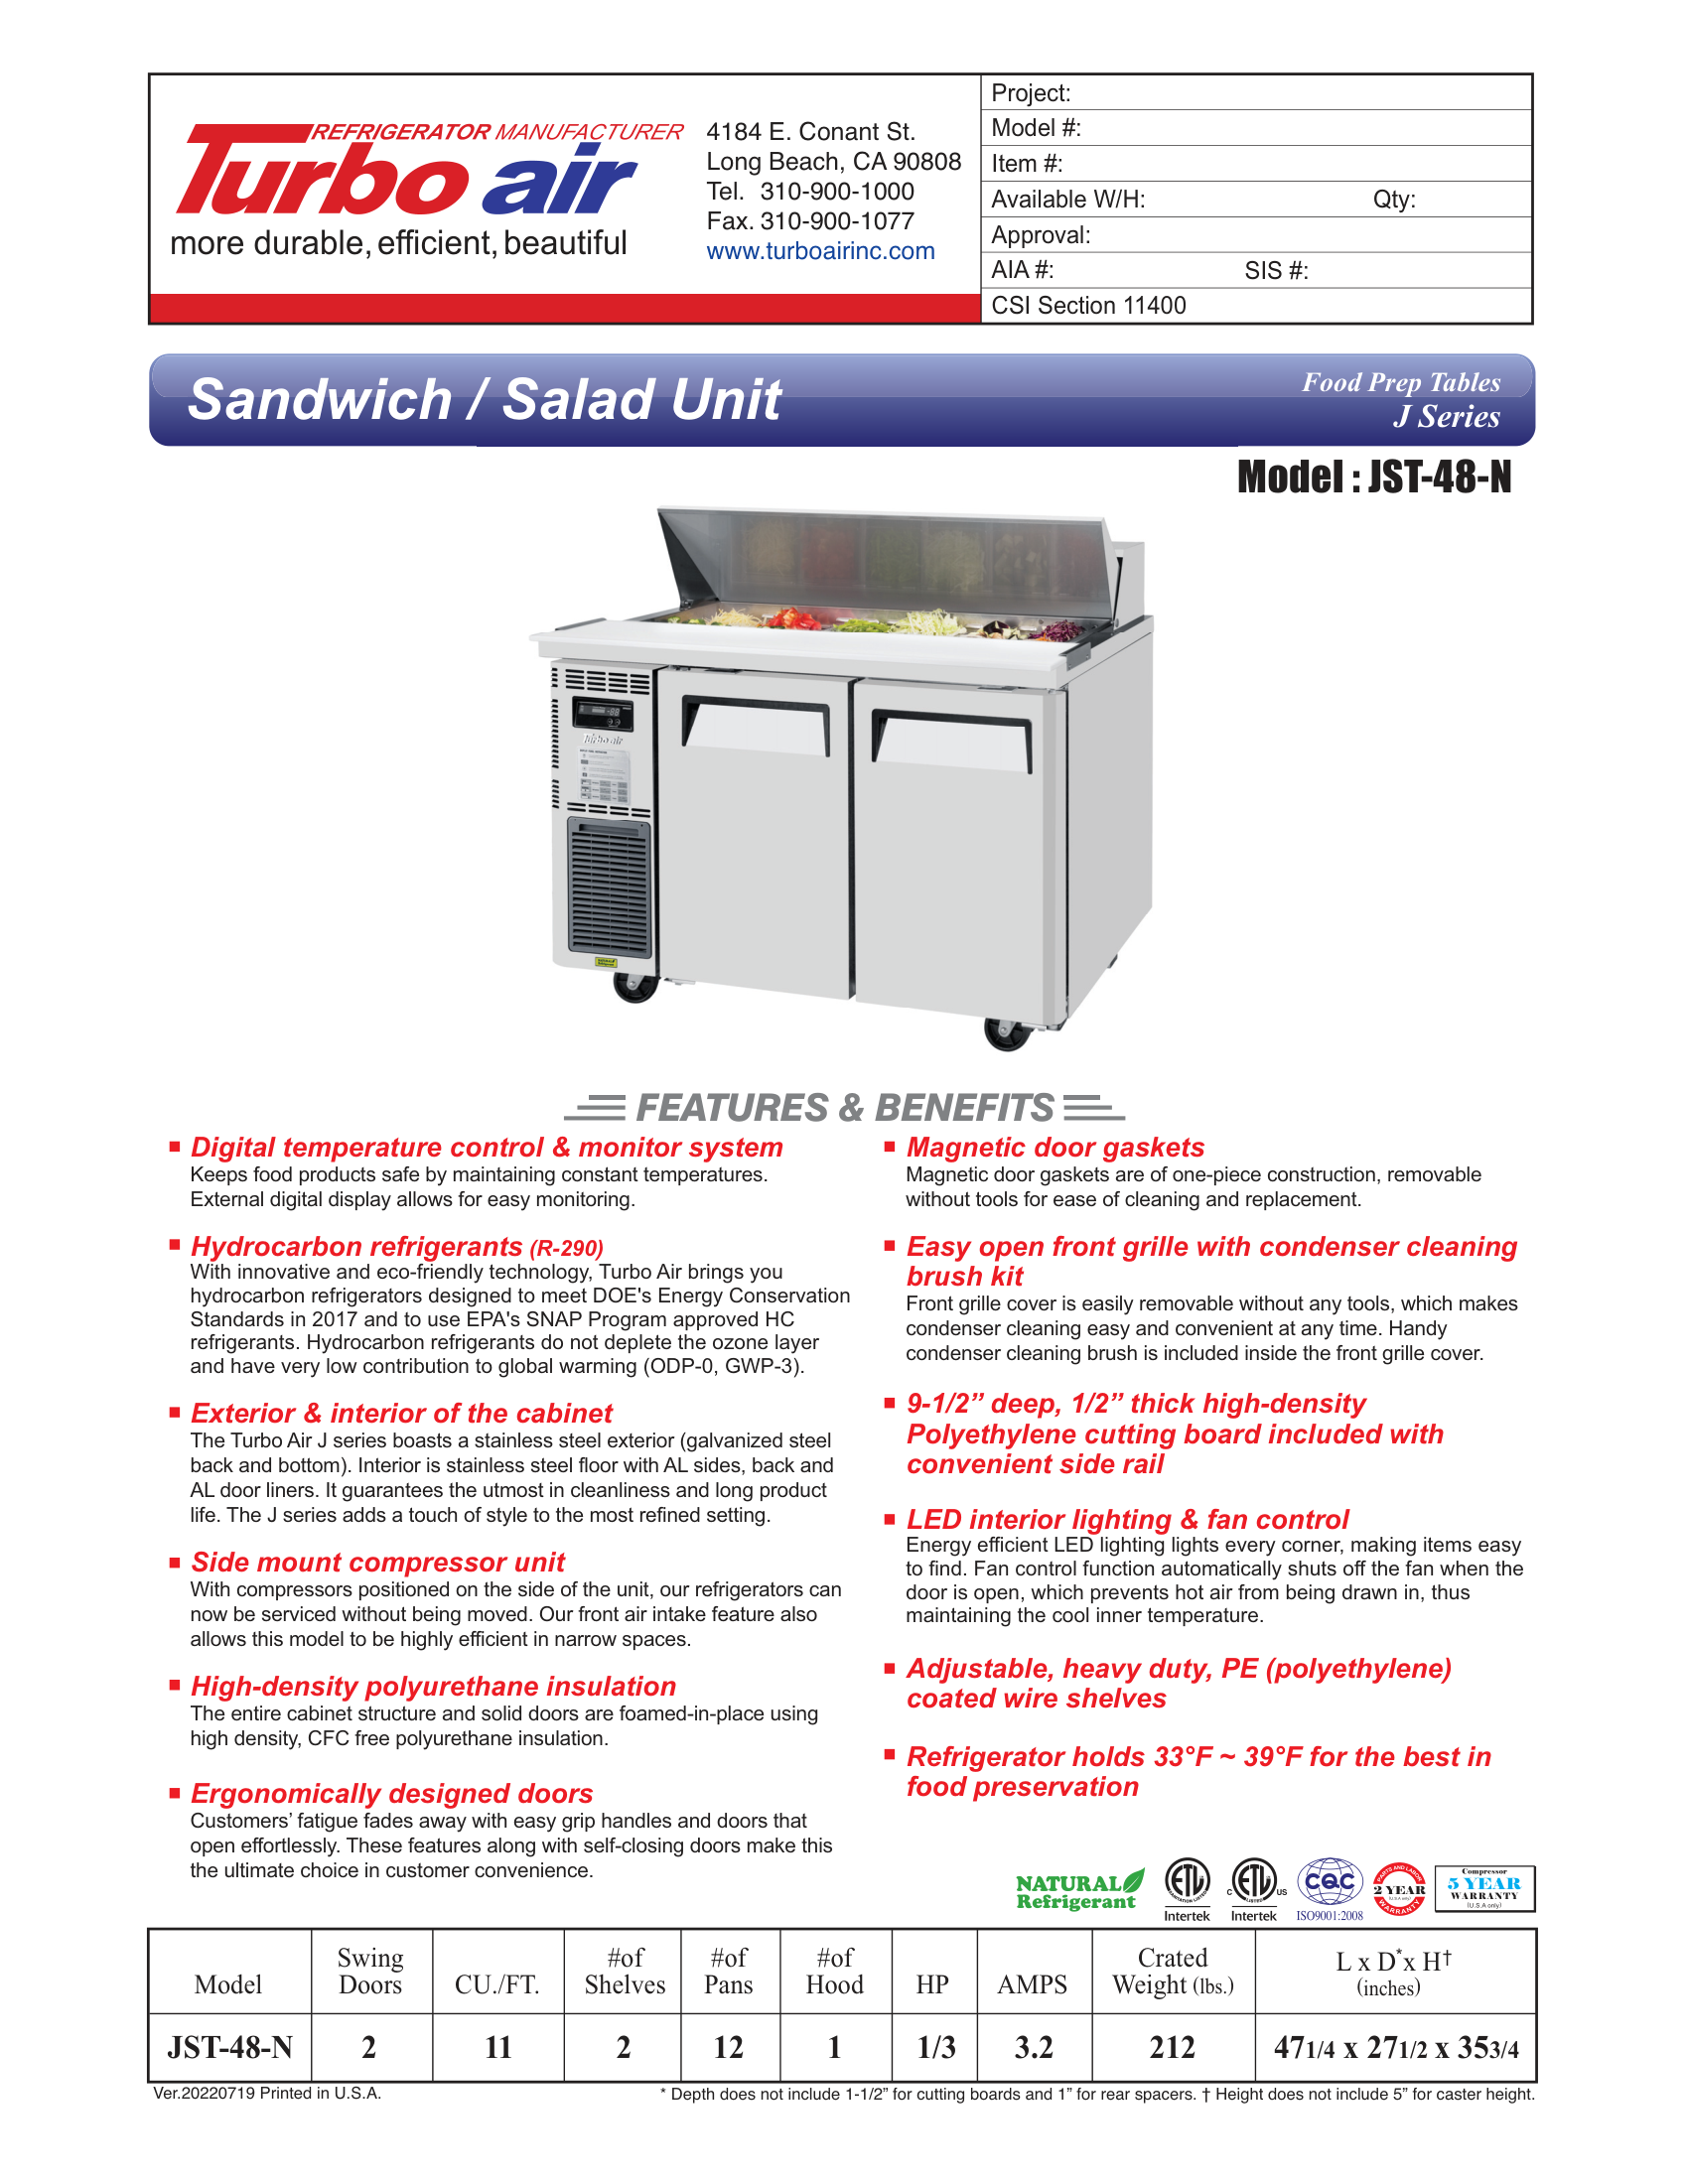 REFRIGERATOR MANUFACTURER
Turbo air
more durable, efficient, beautiful
4184 E. Conant St.
Long Beach, CA 90808
Tel. 310-900-1000
Fax. 310-900-1077
www.turboairinc.com
Project:
Model #:
Item #:
Available W/H: Qty:
Approval:
AIA #: SIS #:
CSI Section 11400
Sandwich / Salad Unit
Food Prep Tables
J Series
Model : JST-48-N
FEATURES & BENEFITS
Digital temperature control & monitor system
Keeps food products safe by maintaining constant temperatures.
External digital display allows for easy monitoring.
Hydrocarbon refrigerants (R-290)
With innovative and eco-friendly technology, Turbo Air brings you
hydrocarbon refrigerators designed to meet DOE's Energy Conservation
Standards in 2017 and to use EPA's SNAP Program approved HC
refrigerants. Hydrocarbon refrigerants do not deplete the ozone layer
and have very low contribution to global warming (ODP-0, GWP-3).
Exterior & interior of the cabinet
The Turbo Air J series boasts a stainless steel exterior (galvanized steel
back and bottom). Interior is stainless steel floor with AL sides, back and
AL door liners. It guarantees the utmost in cleanliness and long product
life. The J series adds a touch of style to the most refined setting.
Side mount compressor unit
With compressors positioned on the side of the unit, our refrigerators can
now be serviced without being moved. Our front air intake feature also
allows this model to be highly efficient in narrow spaces.
High-density polyurethane insulation
The entire cabinet structure and solid doors are foamed-in-place using
high density, CFC free polyurethane insulation.
Ergonomically designed doors
Customers’ fatigue fades away with easy grip handles and doors that
open effortlessly. These features along with self-closing doors make this
the ultimate choice in customer convenience.
Magnetic door gaskets
Magnetic door gaskets are of one-piece construction, removable
without tools for ease of cleaning and replacement.
Easy open front grille with condenser cleaning
brush kit
Front grille cover is easily removable without any tools, which makes
condenser cleaning easy and convenient at any time. Handy
condenser cleaning brush is included inside the front grille cover.
9-1/2” deep, 1/2” thick high-density
Polyethylene cutting board included with
convenient side rail
LED interior lighting & fan control
Energy efficient LED lighting lights every corner, making items easy
to find. Fan control function automatically shuts off the fan when the
door is open, which prevents hot air from being drawn in, thus
maintaining the cool inner temperature.
Adjustable, heavy duty, PE (polyethylene)
coated wire shelves
Refrigerator holds 33°F ~ 39°F for the best in
food preservation
NATURAL
Refrigerant
ETL
SANITATION LISTED
Intertek
C ETL US
LISTED
Intertek
CQC
ISO9001:2008
PARTS AND LABOR
2 YEAR
(U.S.A only)
WARRANTY
Compressor
5 YEAR
WARRANTY
(U.S.A only)
Model Swing Doors CU./FT. #of Shelves #of Pans #of Hood HP AMPS Crated Weight (lbs.) L x D* x H† (inches)
JST-48-N 2 11 2 12 1 1/3 3.2 212 471/4 x 271/2 x 353/4
Ver.20220719 Printed in U.S.A.
* Depth does not include 1-1/2” for cutting boards and 1” for rear spacers. † Height does not include 5” for caster height.